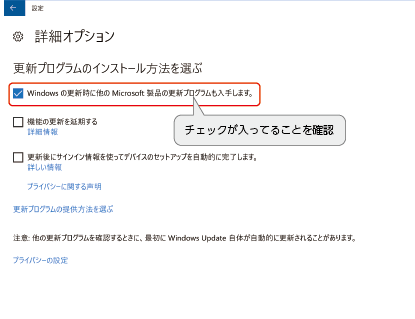 設定
詳細オプション
更新プログラムのインストール方法を選ぶ
Windows の更新時に他の Microsoft 製品の更新プログラムも入手します。
機能の更新を延期する
詳細情報
チェックが入ってることを確認
更新後にサインイン情報を使ってデバイスのセットアップを自動的に完了します。
詳しい情報
プライバシーに関する声明
更新プログラムの提供方法を選ぶ
注意: 他の更新プログラムを確認するときに、最初に Windows Update 自体が自動的に更新されることがあります。
プライバシーの設定